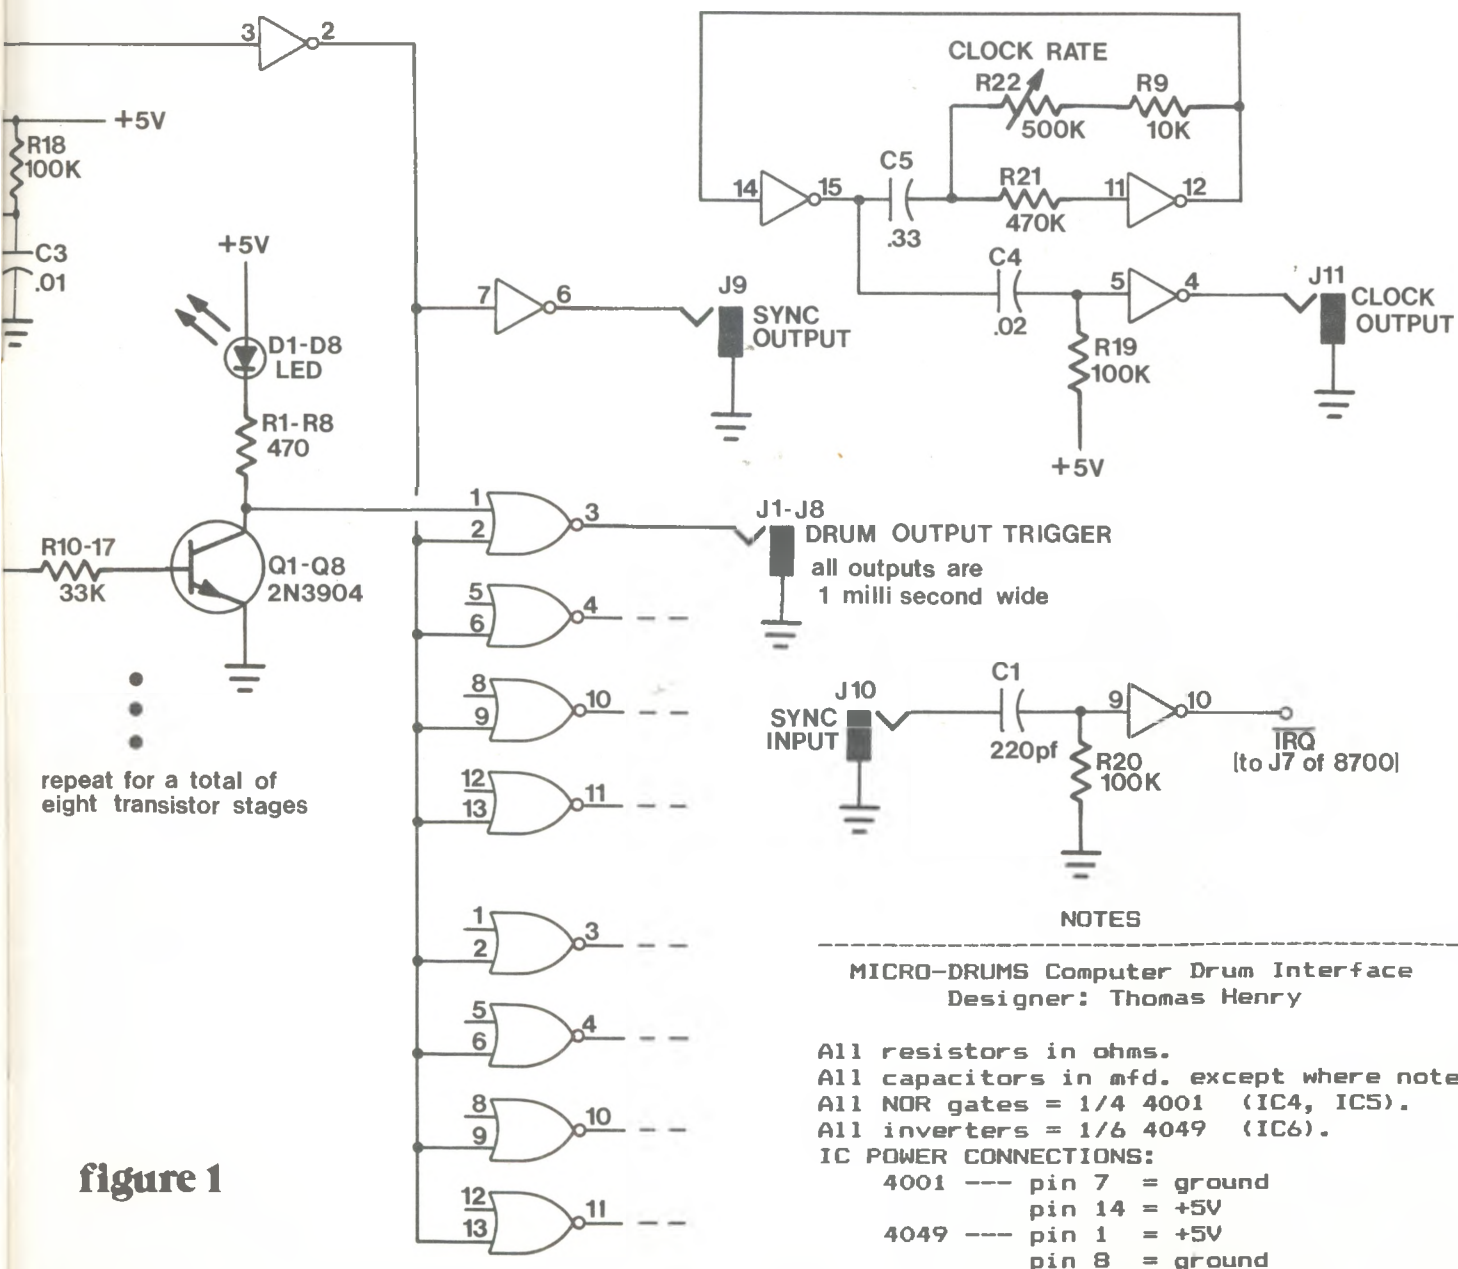 3
2
+5V
R18
100K
C3
.01
+5V
D1-D8
LED
R1-R8
470
R10-17
33K
Q1-Q8
2N3904
repeat for a total of
eight transistor stages
7
6
J9
SYNC
OUTPUT
CLOCK RATE
R22
500K
R9
10K
14
15
C5
.33
R21
470K
11
12
C4
.02
5
4
R19
100K
+5V
J11
CLOCK
OUTPUT
1
2
3
J1-J8
DRUM OUTPUT TRIGGER
all outputs are
1 milli second wide
5
6
4
8
9
10
12
13
11
1
2
3
5
6
4
8
9
10
12
13
11
J10
SYNC
INPUT
C1
220pf
9
10
R20
100K
IRQ
(to J7 of 8700)
NOTES
MICRO-DRUMS Computer Drum Interface
Designer: Thomas Henry
All resistors in ohms.
All capacitors in mfd. except where note
All NOR gates = 1/4 4001 (IC4, IC5).
All inverters = 1/6 4049 (IC6).
IC POWER CONNECTIONS:
4001 --- pin 7 = ground
pin 14 = +5V
4049 --- pin 1 = +5V
pin 8 = ground
figure 1